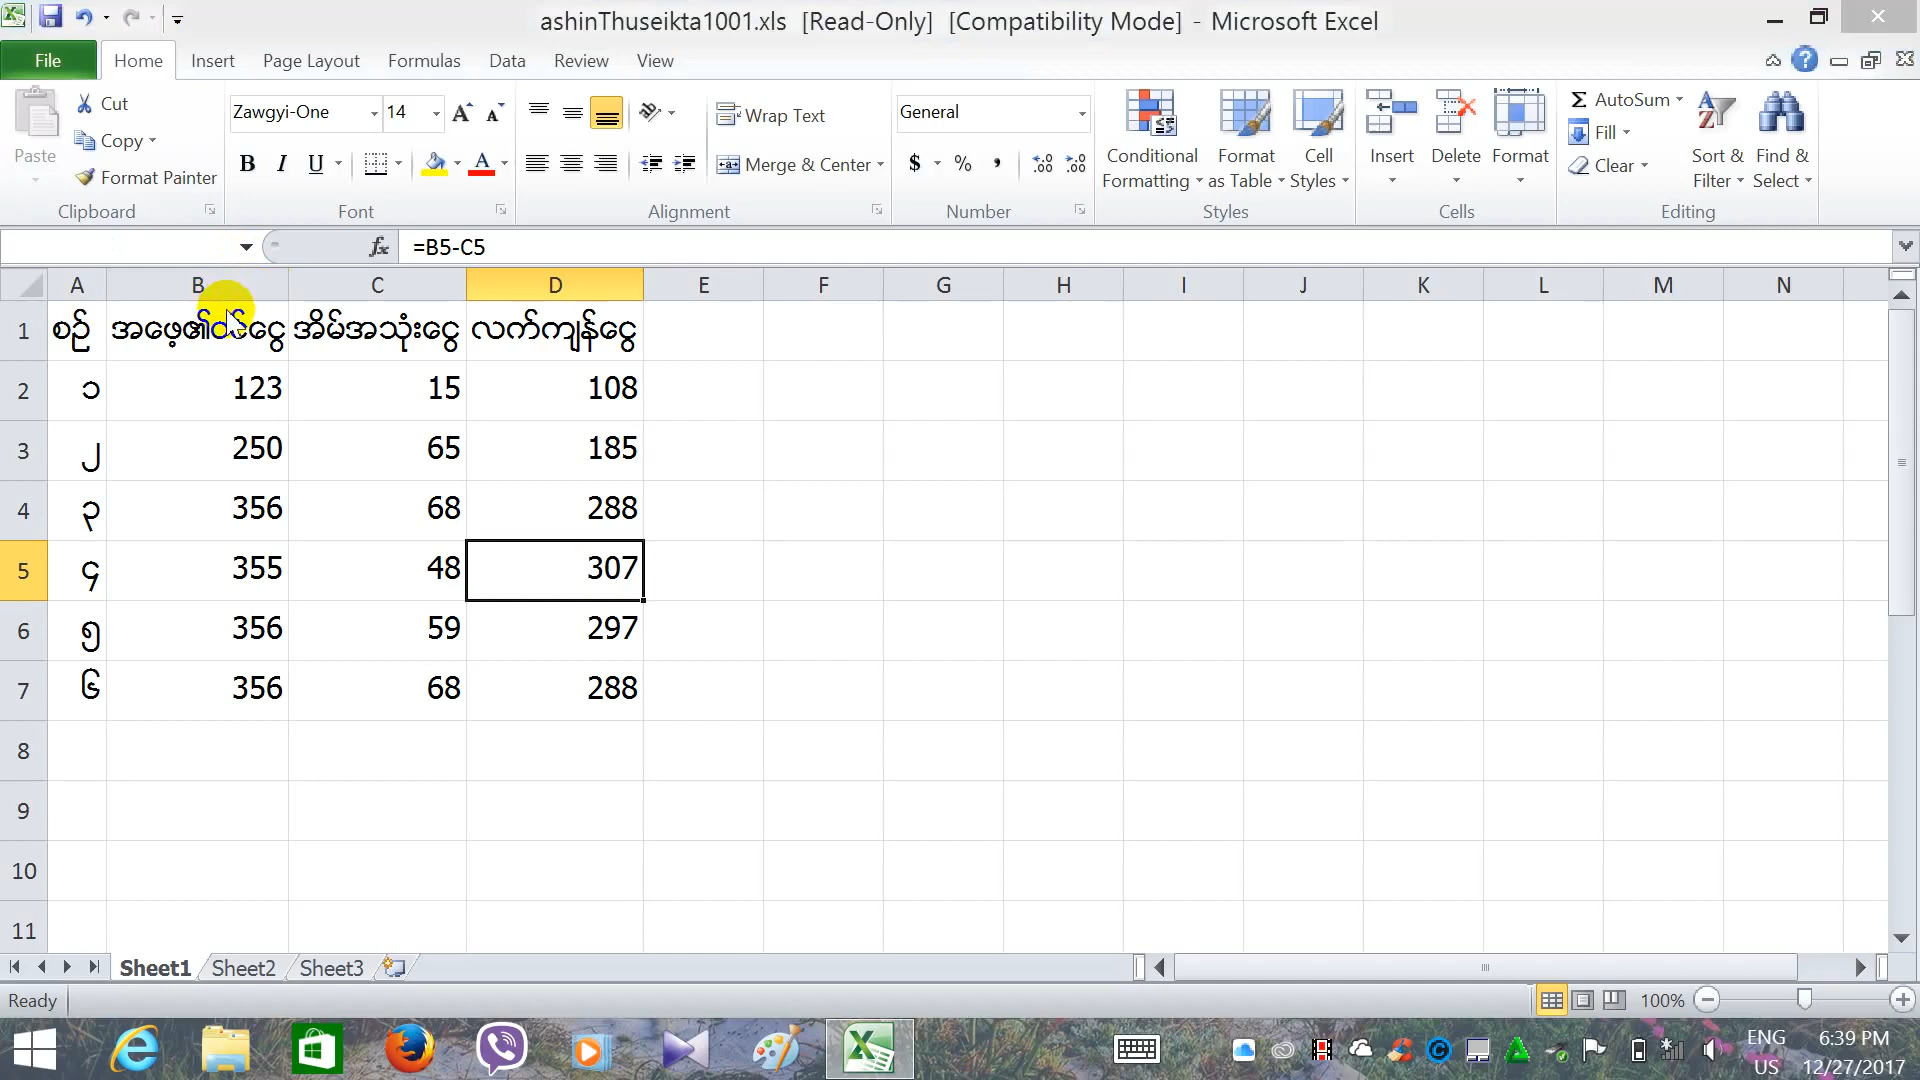 ashinThuseikta1001.xls [Read-Only] [Compatibility Mode] - Microsoft Excel
File Home Insert Page Layout Formulas Data Review View
Paste
Cut
Copy
Format Painter
Clipboard
Zawgyi-One 14
B I U
Font
Wrap Text
Merge & Center
Alignment
General
$ % ,
Number
Conditional Formatting
Format as Table
Cell Styles
Styles
Insert
Delete
Format
Cells
Σ AutoSum
Fill
Clear
Sort & Filter
Find & Select
Editing
fx =B5-C5
A B C D E F G H I J K L M N
1 စဉ် အိမ်အသုံးငွေ လက်ကျန်ငွေ
2 ၁ 123 15 108
3 ၂ 250 65 185
4 ၃ 356 68 288
5 ၄ 355 48 307
6 ၅ 356 59 297
7 ၆ 356 68 288
8
9
10
11
Sheet1 Sheet2 Sheet3
Ready 100%
ENG 6:39 PM
US 12/27/2017